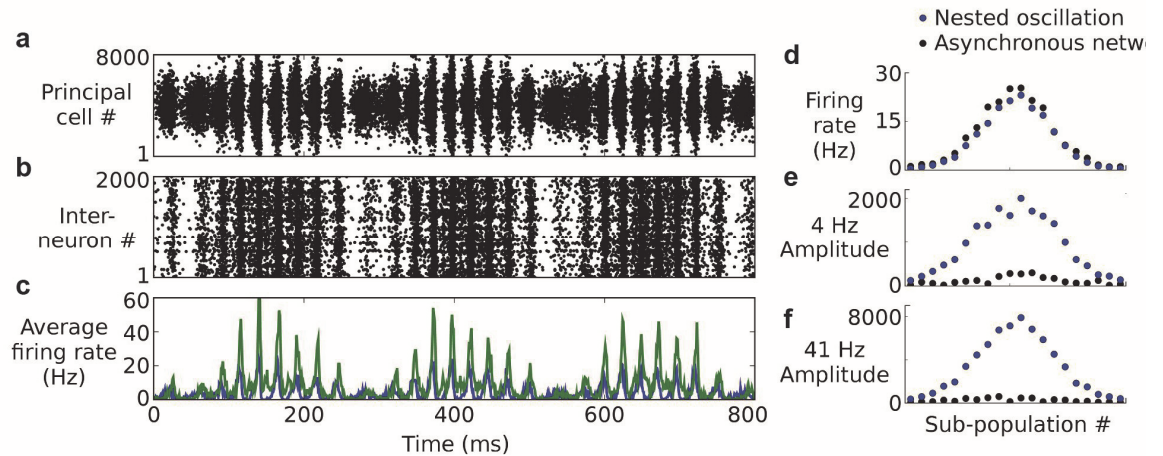 a
Principal
cell #
8000
1
b
Inter-
neuron #
2000
1
c
Average
firing rate
(Hz)
60
40
20
0
0 200 400 600 800
Time (ms)
Nested oscillation
Asynchronous netw
d
Firing
rate
(Hz)
30
15
0
e
4 Hz
Amplitude
2000
0
f
41 Hz
Amplitude
8000
0
Sub-population #